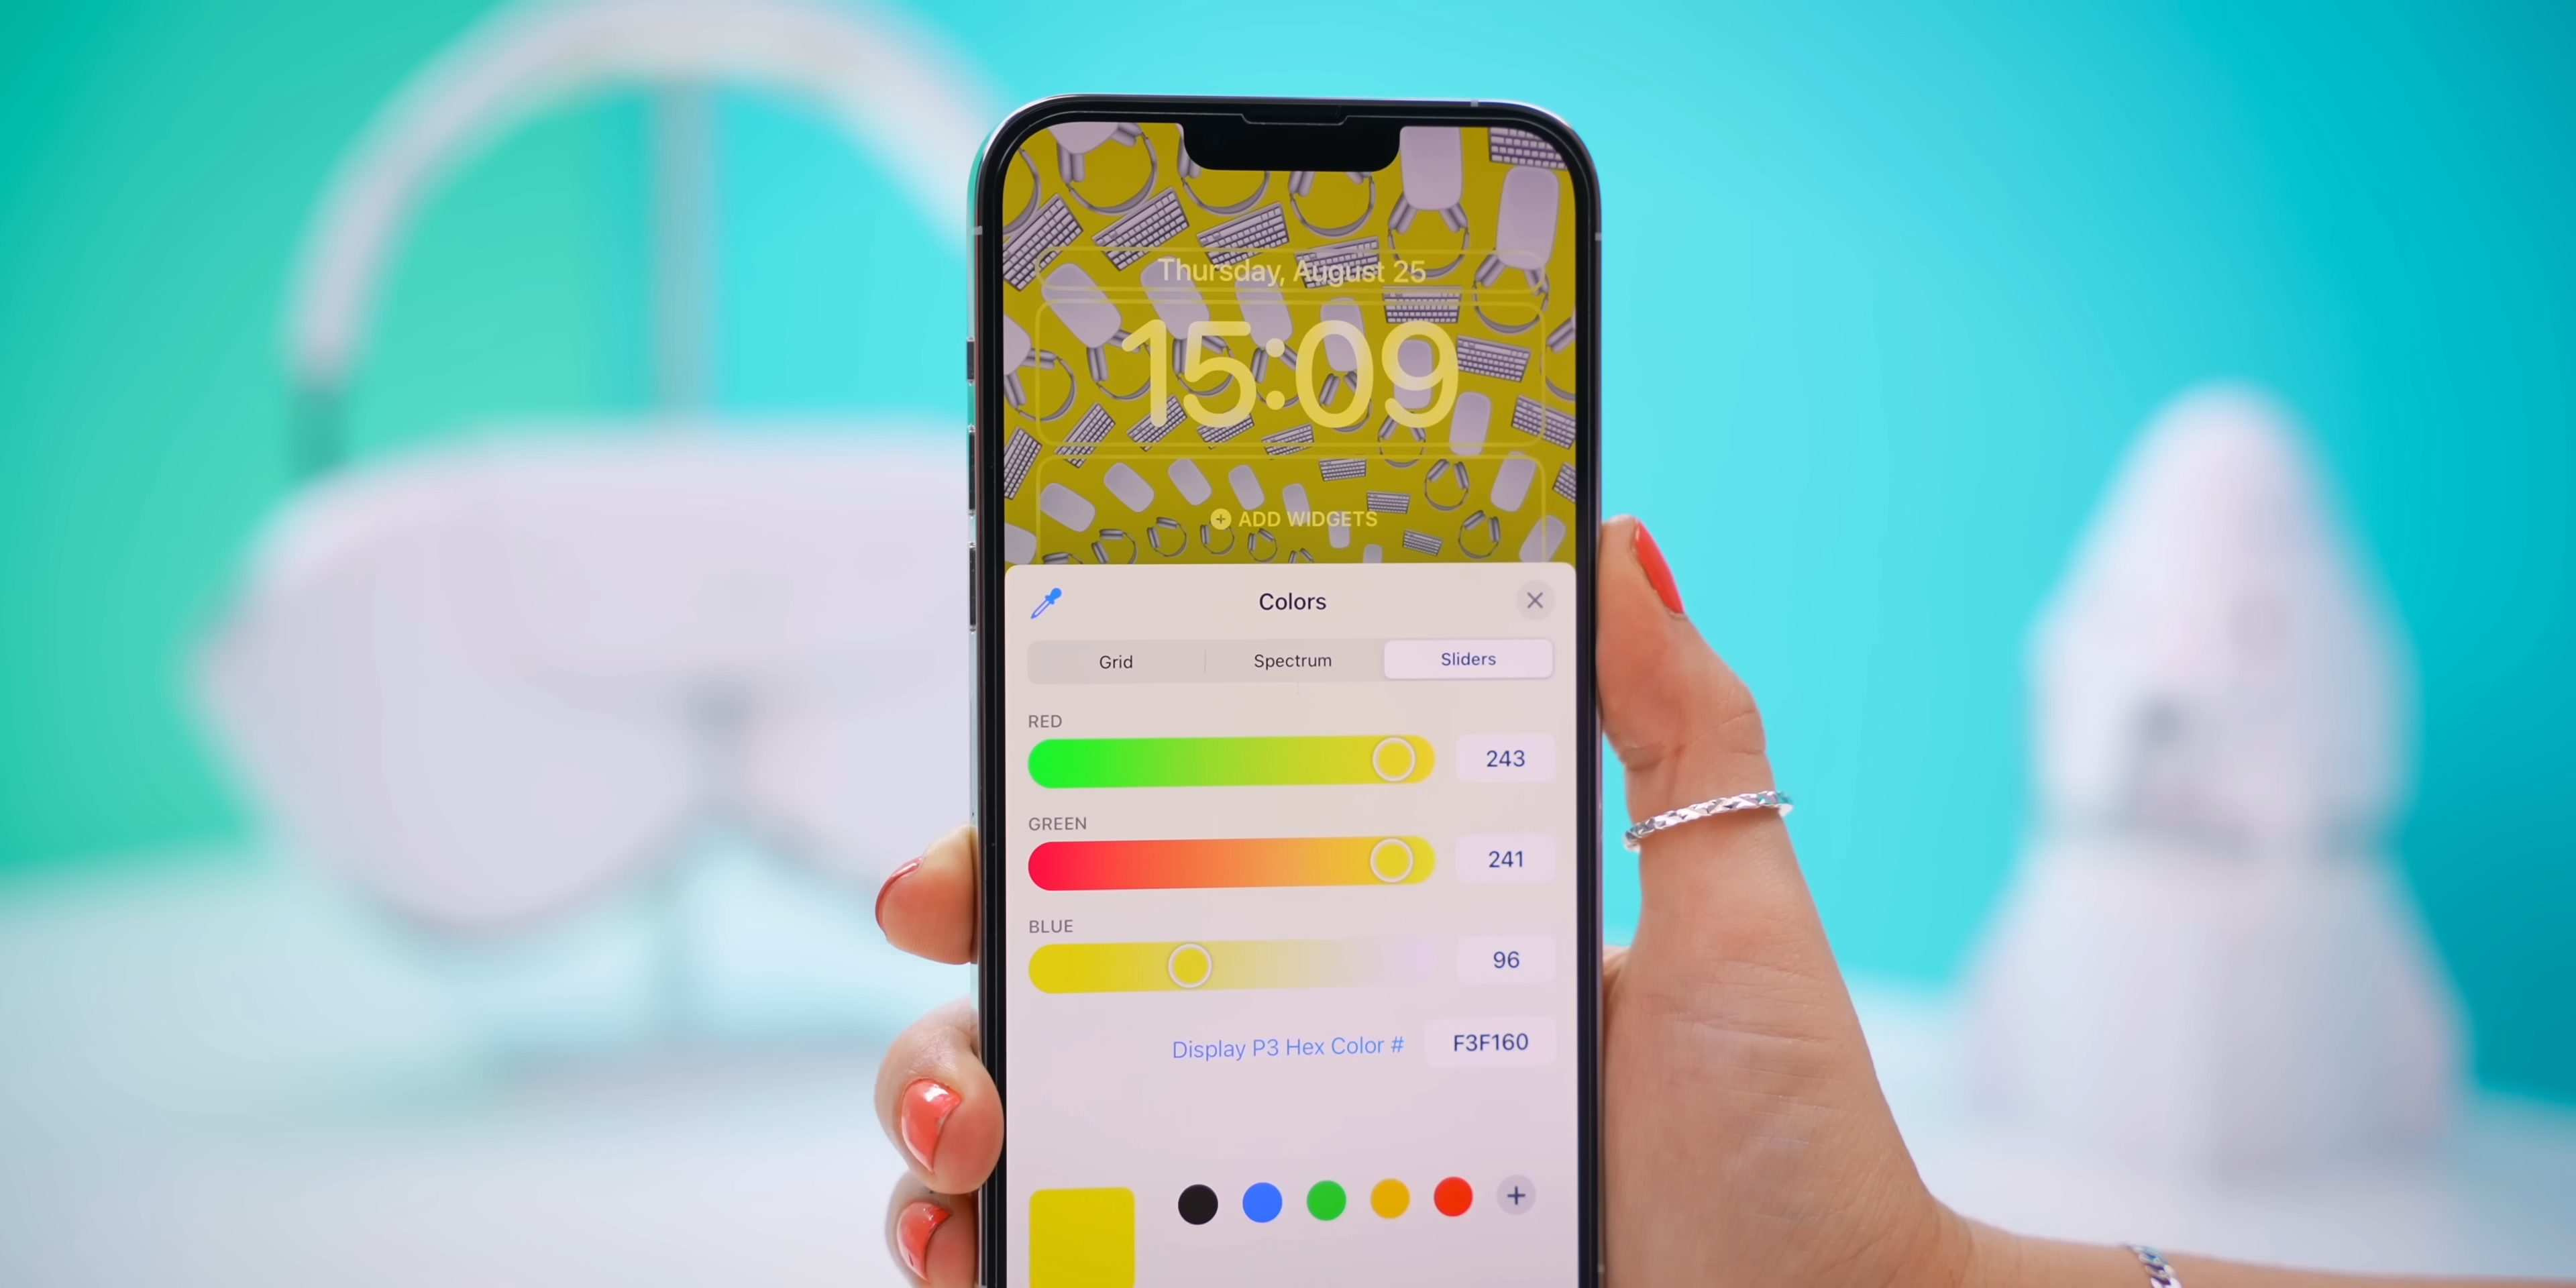 Thursday, August 25
15:09
ADD WIDGETS
Colors
Grid Spectrum Sliders
RED
243
GREEN
241
BLUE
96
Display P3 Hex Color # F3F160